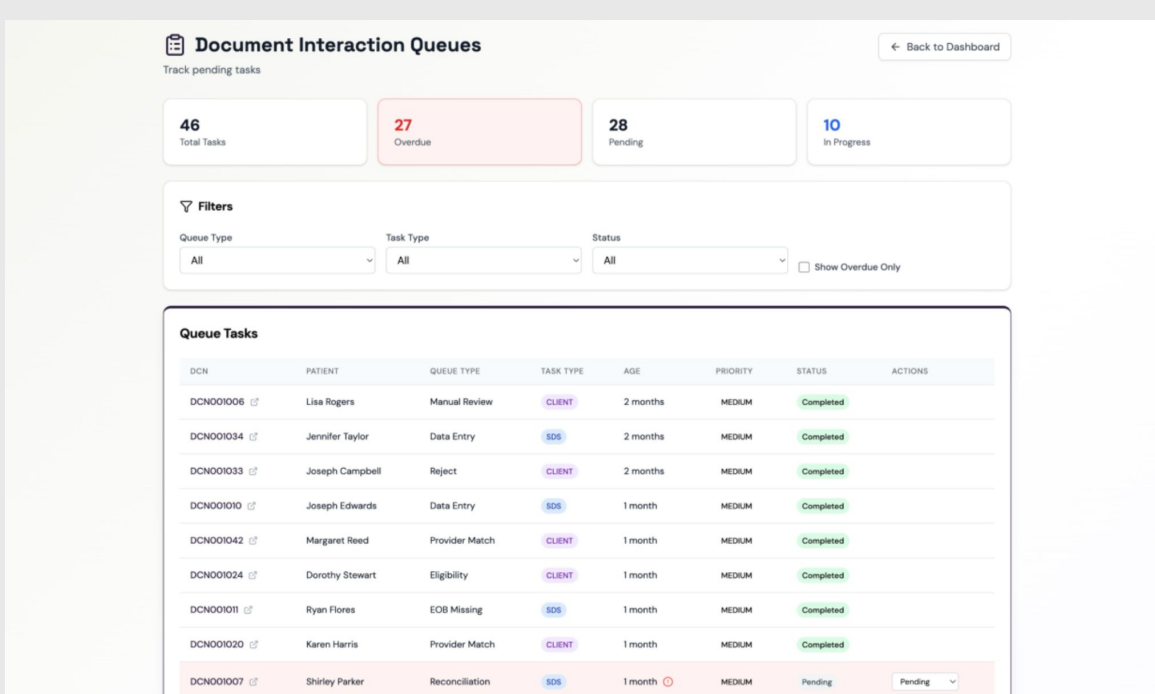 Document Interaction Queues
← Back to Dashboard
Track pending tasks
46 27 28 10
Total Tasks Overdue Pending In Progress
Filters
Queue Type Task Type Status
All All All Show Overdue Only
Queue Tasks
DCN PATIENT QUEUE TYPE TASK TYPE AGE PRIORITY STATUS ACTIONS
DCN001006 Lisa Rogers Manual Review CLIENT 2 months MEDIUM Completed
DCN001034 Jennifer Taylor Data Entry SDS 2 months MEDIUM Completed
DCN001033 Joseph Campbell Reject CLIENT 2 months MEDIUM Completed
DCN001010 Joseph Edwards Data Entry SDS 1 month MEDIUM Completed
DCN001042 Margaret Reed Provider Match CLIENT 1 month MEDIUM Completed
DCN001024 Dorothy Stewart Eligibility CLIENT 1 month MEDIUM Completed
DCN001011 Ryan Flores EOB Missing SDS 1 month MEDIUM Completed
DCN001020 Karen Harris Provider Match CLIENT 1 month MEDIUM Completed
DCN001007 Shirley Parker Reconciliation SDS 1 month MEDIUM Pending Pending